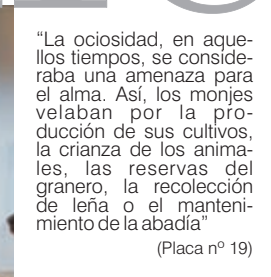 “La ociosidad, en aque-
llos tiempos, se conside-
raba una amenaza para
el alma. Así, los monjes
velaban por la pro-
ducción de sus cultivos,
la crianza de los anima-
les, las reservas del
granero, la recolección
de leña o el manteni-
miento de la abadía”
(Placa nº 19)